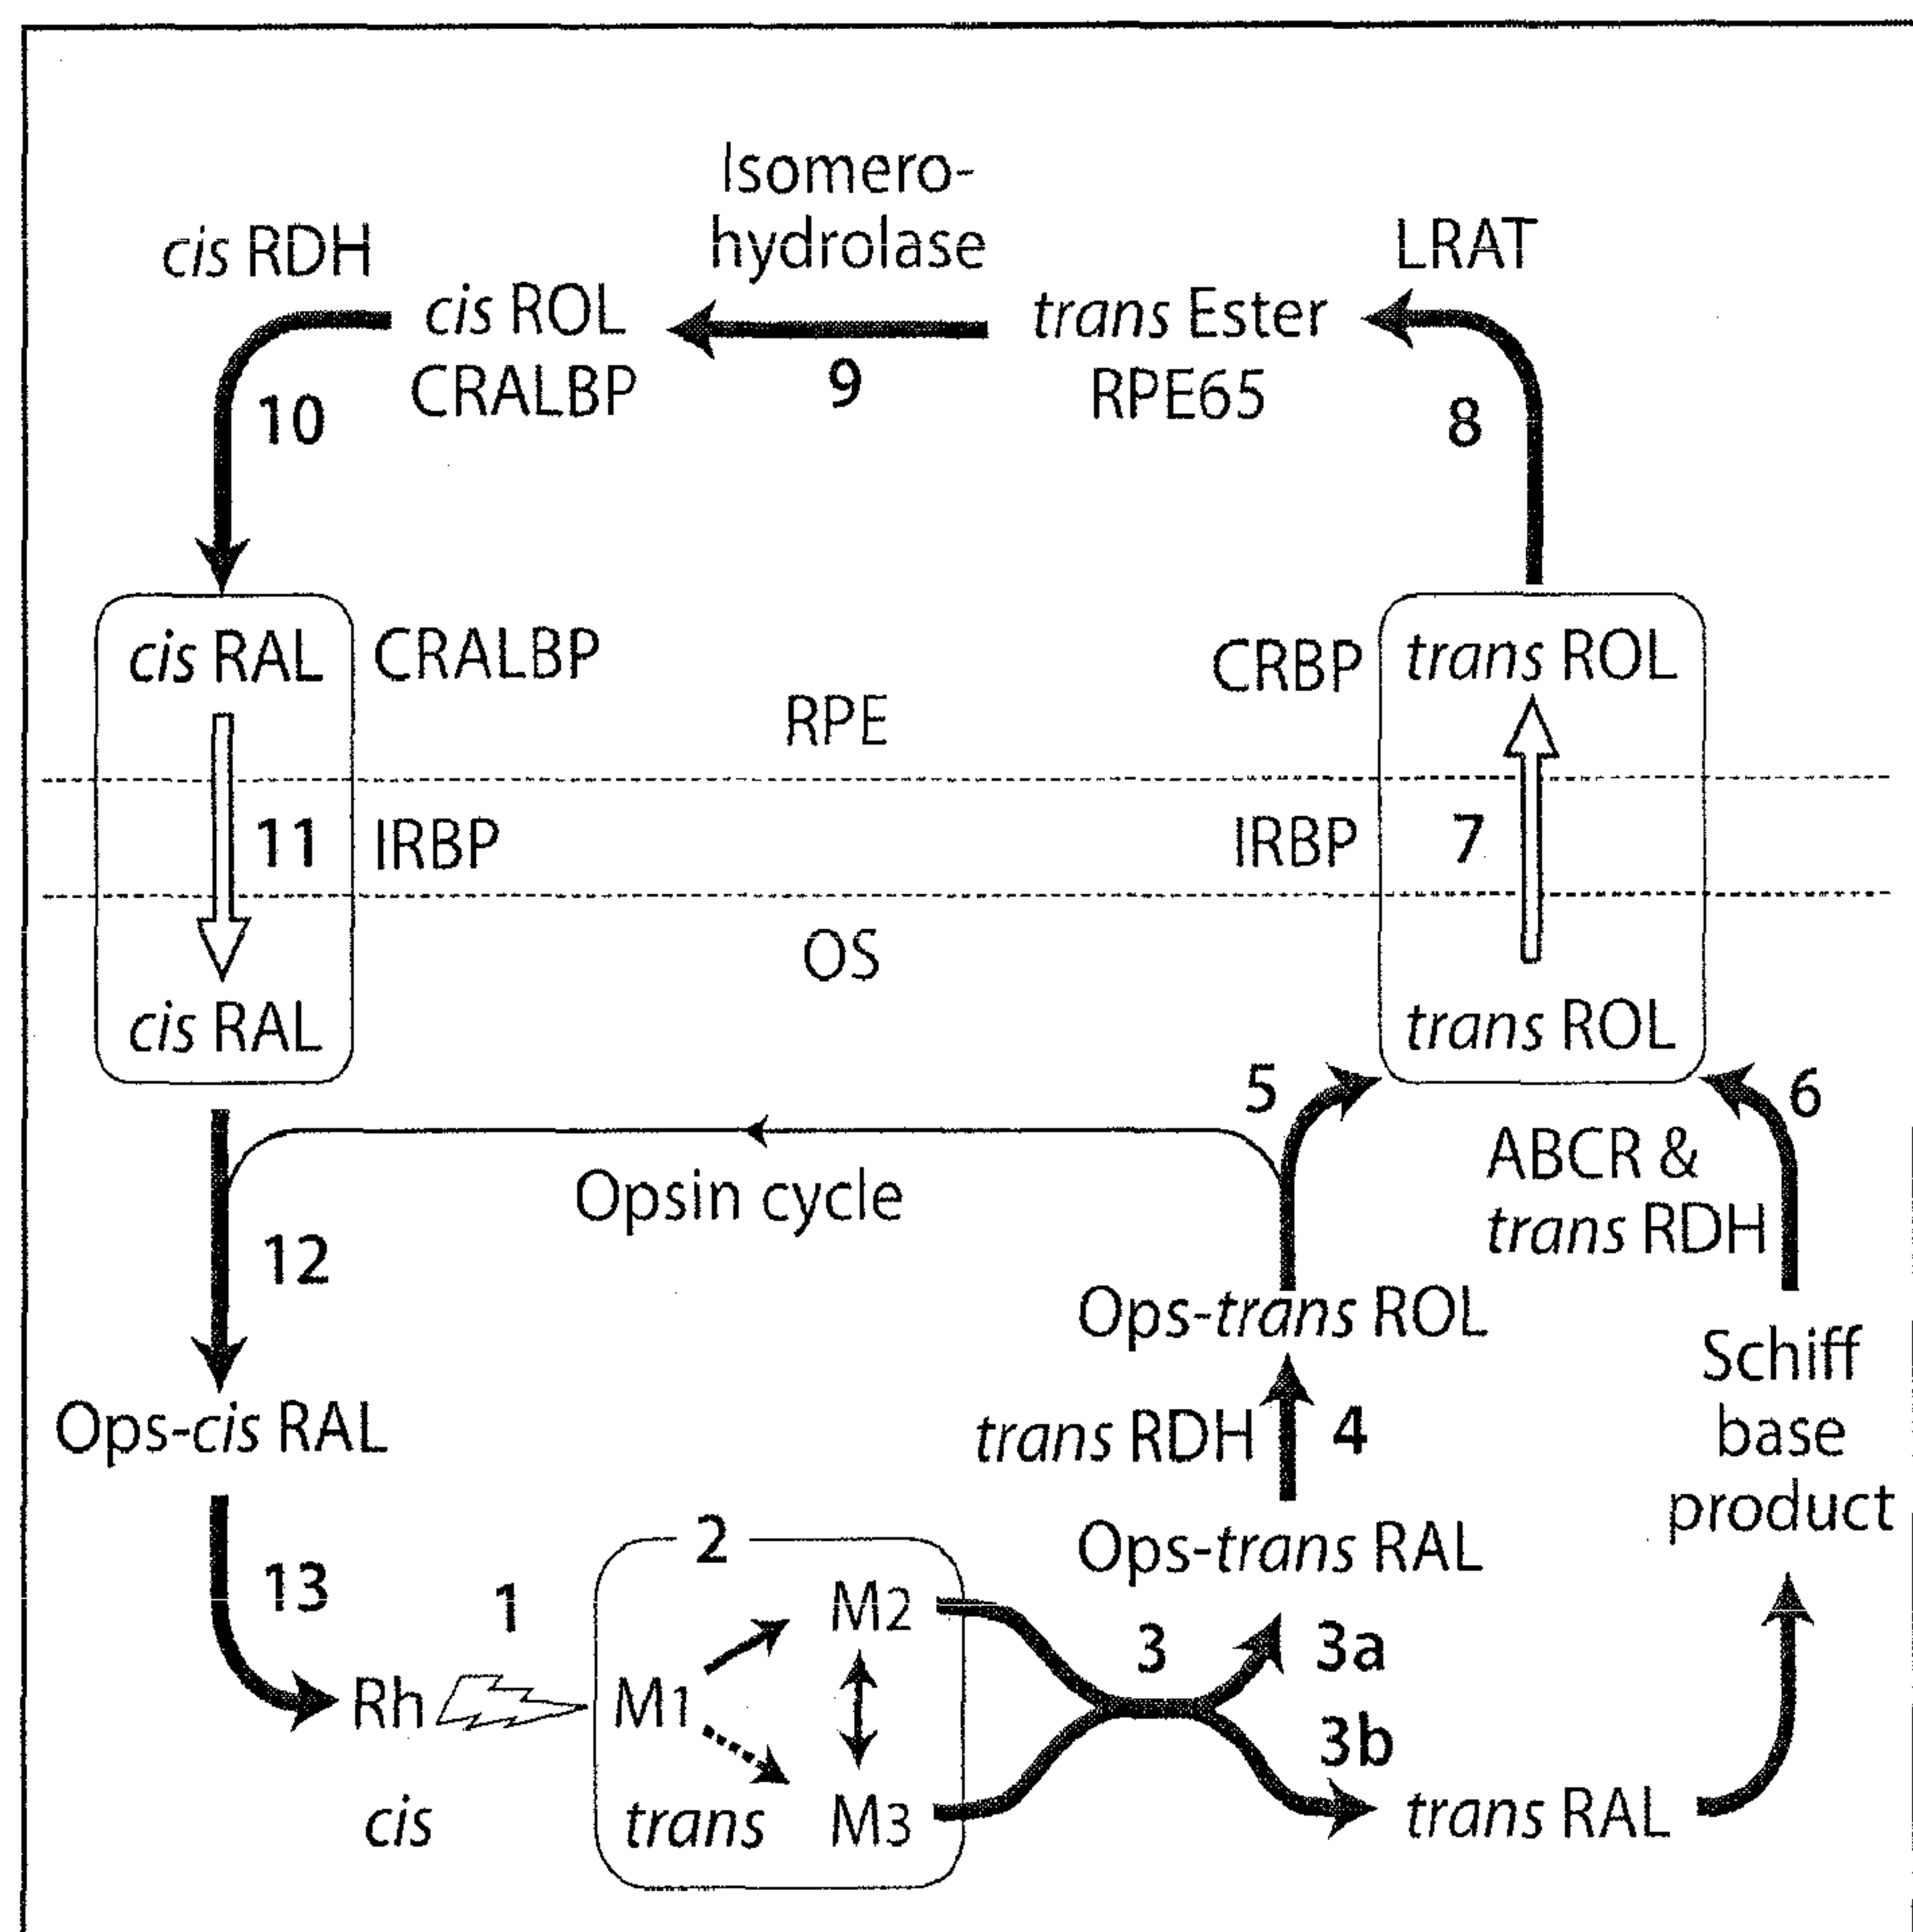 Isomero-
hydrolase
cis RDH
LRAT
cis ROL
CRALBP
trans Ester
RPE65
9
10
8
cis RAL
CRALBP
CRBP
trans ROL
RPE
11
IRBP
IRBP
7
OS
cis RAL
trans ROL
5
6
Opsin cycle
ABCR &
trans RDH
12
Ops-trans ROL
Schiff
base
product
Ops-cis RAL
trans RDH
4
Ops-trans RAL
13
1
2
M2
3
3a
Rh
M1
3b
cis
trans
M3
trans RAL